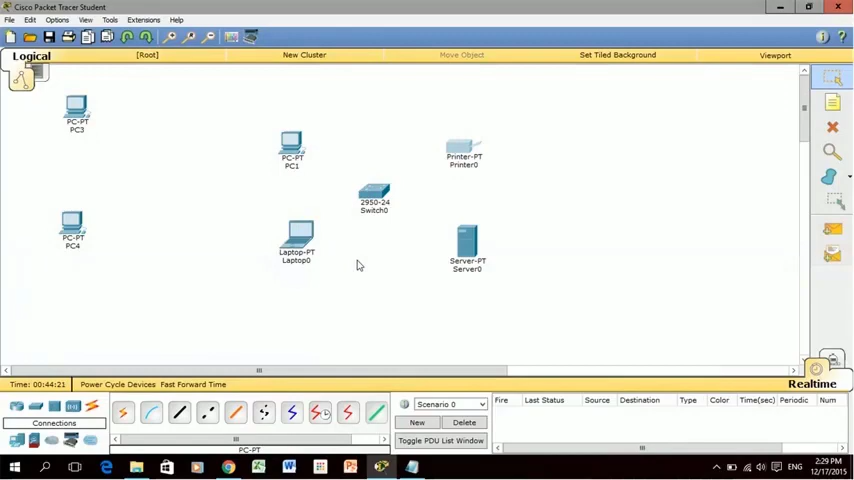 Cisco Packet Tracer Student
File Edit Options View Tools Extensions Help
Logical [Root] New Cluster Move Object Set Tiled Background Viewport
PC-PT
PC3
PC-PT
PC1
Printer-PT
Printer0
2950-24
Switch0
PC-PT
PC4
Laptop-PT
Laptop0
Server-PT
Server0
Time: 00:44:21 Power Cycle Devices Fast Forward Time
Realtime
Connections
Scenario 0
New Delete
Toggle PDU List Window
Fire Last Status Source Destination Type Color Time(sec) Periodic Num
PC-PT
ENG
2:29 PM
12/17/2015